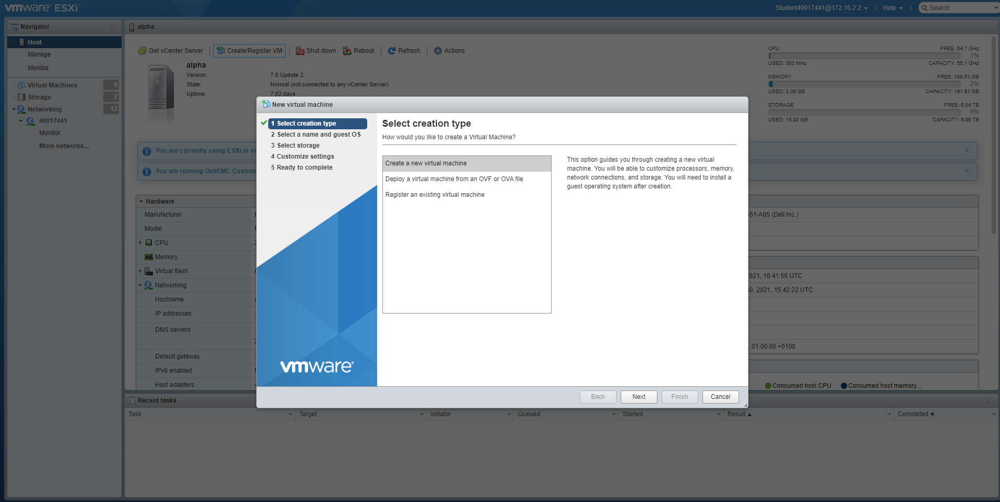 vmware ESXi
Student40017441@172.16.2.2 | Help | Search
Navigator
Host
Manage
Monitor
Virtual Machines 0
Storage 2
Networking 12
40017441
Monitor
More networks...
alpha
Get vCenter Server | Create/Register VM | Shut down Reboot | Refresh | Actions
alpha
Version: 7.0 Update 2
State: Normal (not connected to any vCenter Server)
Uptime: 7.02 days
CPU FREE: 54.7 GHz
1%
USED: 380 MHz CAPACITY: 55.1 GHz
MEMORY FREE: 188.51 GB
2%
USED: 3.09 GB CAPACITY: 191.61 GB
STORAGE FREE: 6.84 TB
0%
USED: 15.92 GB CAPACITY: 6.86 TB
You are currently using ESXi in
You are running DellEMC
Hardware
Manufacturer
Model
CPU
Memory
Virtual flash
Networking
Hostname
IP addresses
DNS servers
Default gateway
IPv6 enabled
Host adapters
51-A05 (Dell Inc.)
021, 16:41:56 UTC
0, 2021, 15:42:22 UTC
, 01:00:00 +0100
Consumed host CPU Consumed host memory...
New virtual machine
1 Select creation type
2 Select a name and guest OS
3 Select storage
4 Customize settings
5 Ready to complete
vmware
Select creation type
How would you like to create a Virtual Machine?
Create a new virtual machine
Deploy a virtual machine from an OVF or OVA file
Register an existing virtual machine
This option guides you through creating a new virtual
machine. You will be able to customize processors, memory,
network connections, and storage. You will need to install a
guest operating system after creation.
Back Next Finish Cancel
Recent tasks
Task Target Initiator Queued Started Result Completed